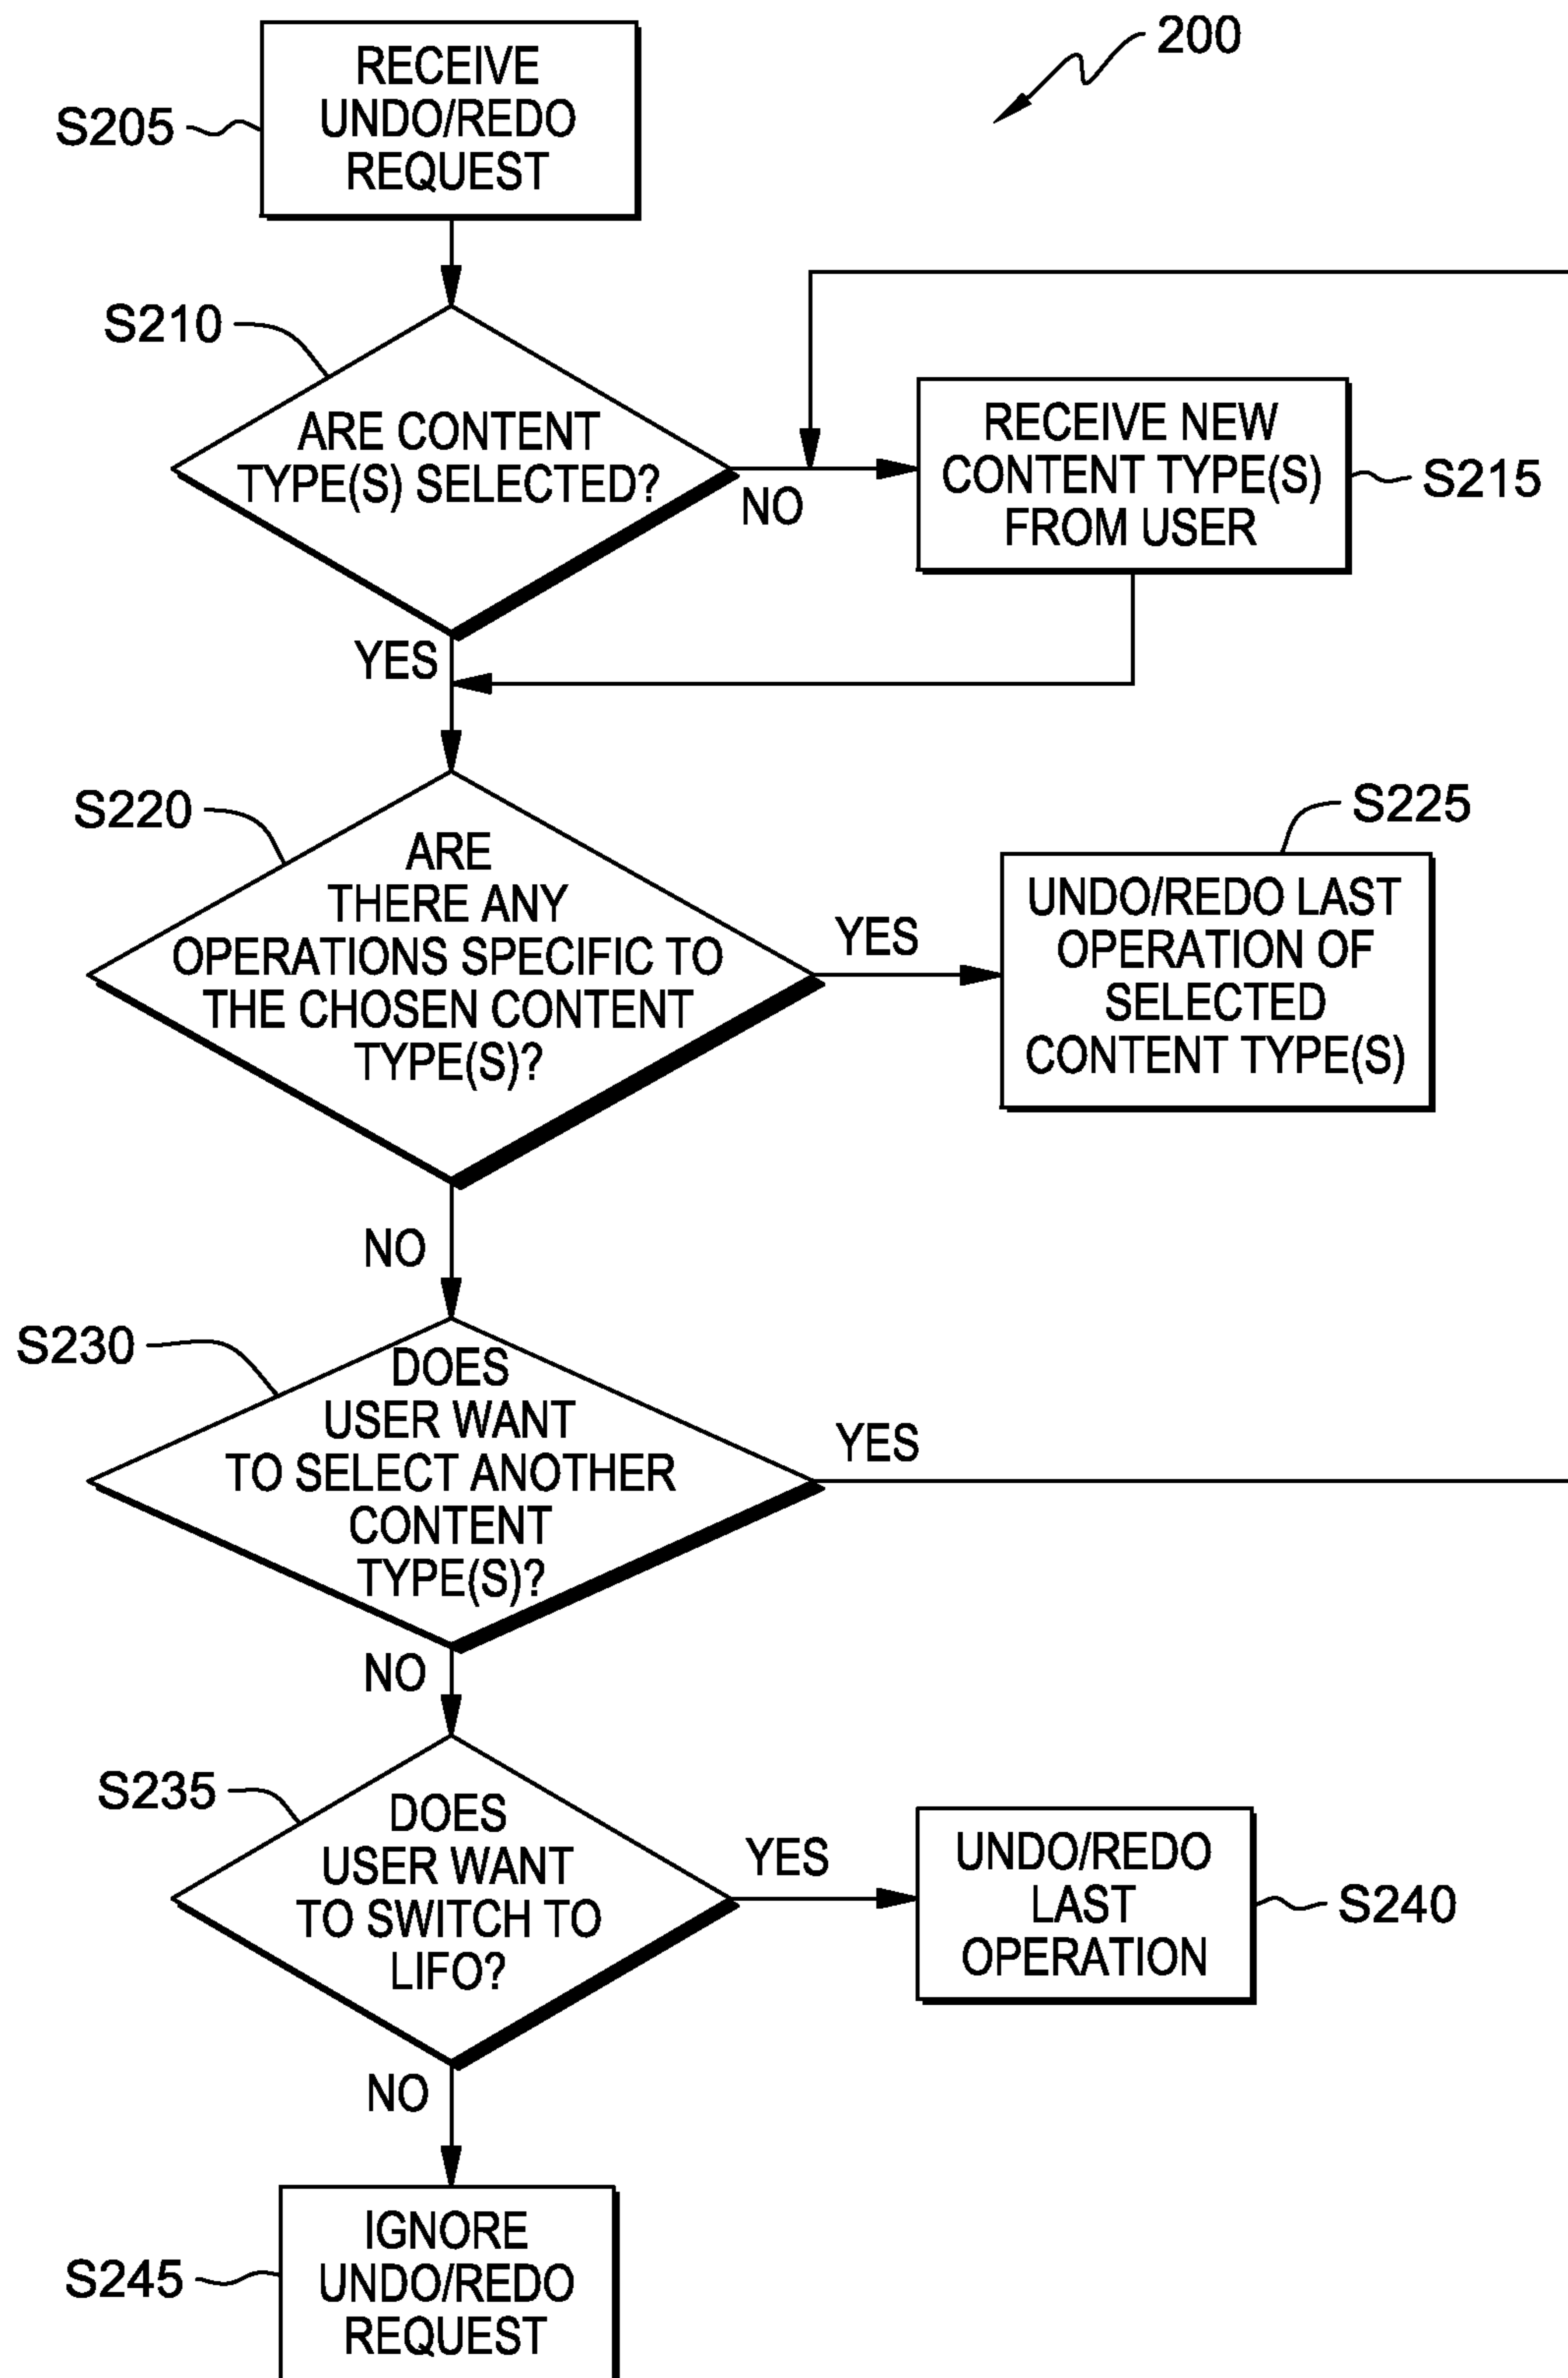 200
RECEIVE
UNDO/REDO
REQUEST
S205
S210
ARE CONTENT
TYPE(S) SELECTED?
NO
RECEIVE NEW
CONTENT TYPE(S)
FROM USER
S215
YES
S220
ARE
THERE ANY
OPERATIONS SPECIFIC TO
THE CHOSEN CONTENT
TYPE(S)?
YES
S225
UNDO/REDO LAST
OPERATION OF
SELECTED
CONTENT TYPE(S)
NO
S230
DOES
USER WANT
TO SELECT ANOTHER
CONTENT
TYPE(S)?
YES
NO
S235
DOES
USER WANT
TO SWITCH TO
LIFO?
YES
UNDO/REDO
LAST
OPERATION
S240
NO
S245
IGNORE
UNDO/REDO
REQUEST